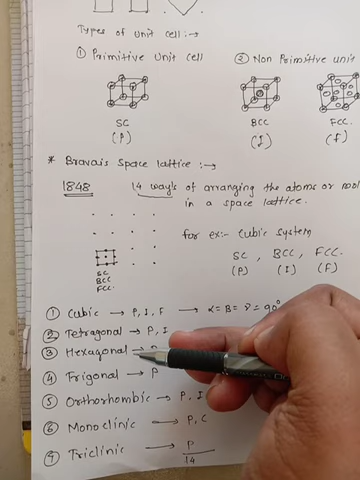 Types of unit cell :→
① Primitive unit cell ② Non Primitive unit
SC BCC FCC.
(P) (I) (F)
* Bravais space lattice :→
1848 14 ways of arranging the atoms or
in a space lattice.
for ex:- Cubic system
SC, BCC, FCC.
(P) (I) (F)
SC
BCC
FCC.
① Cubic → P, I, F → α = B = γ = 90°
② Tetragonal → P, I
③ Hexagonal →
④ Trigonal → P
⑤ Orthorhombic → P, I
⑥ Monoclinic → P, C
⑦ Triclinic → P
14